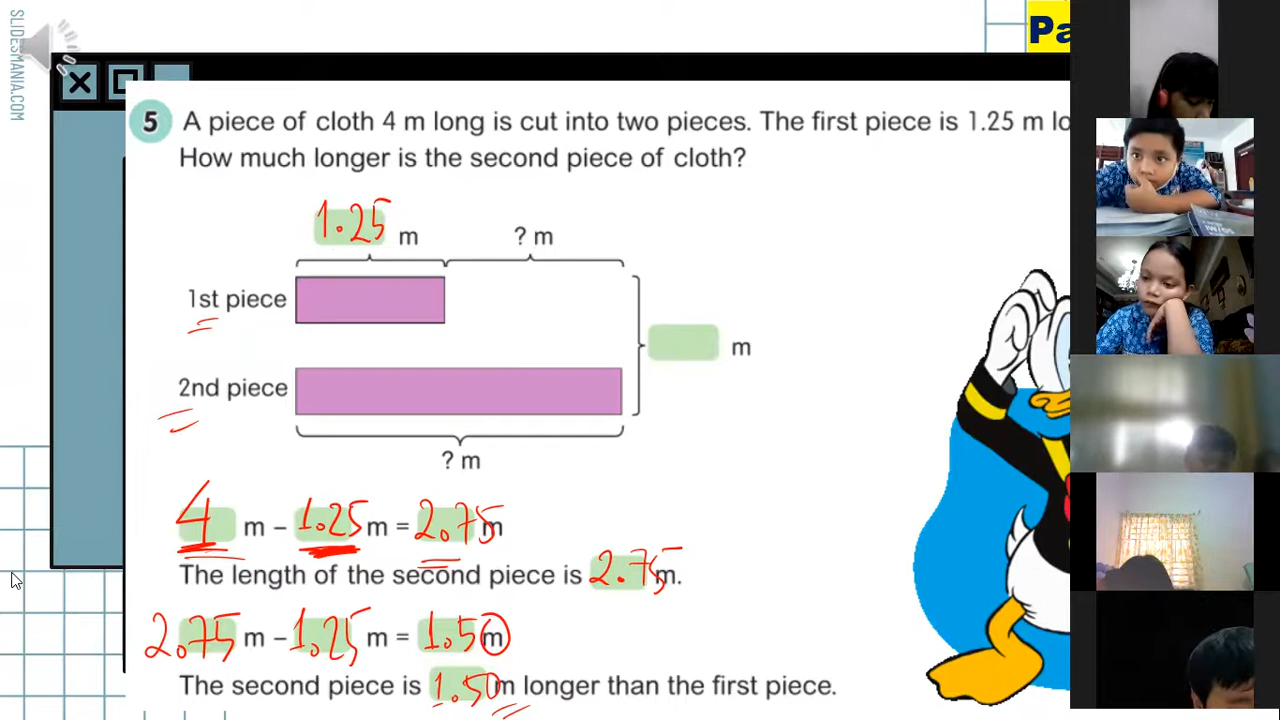 SLIDESMANIA.COM
Pa
5 A piece of cloth 4 m long is cut into two pieces. The first piece is 1.25 m lo
How much longer is the second piece of cloth?
1.25 m ? m
1st piece
m
2nd piece
? m
4 m – 1.25 m = 2.75 m
The length of the second piece is 2.75 m.
2.75 m – 1.25 m = 1.50 m
The second piece is 1.50 m longer than the first piece.